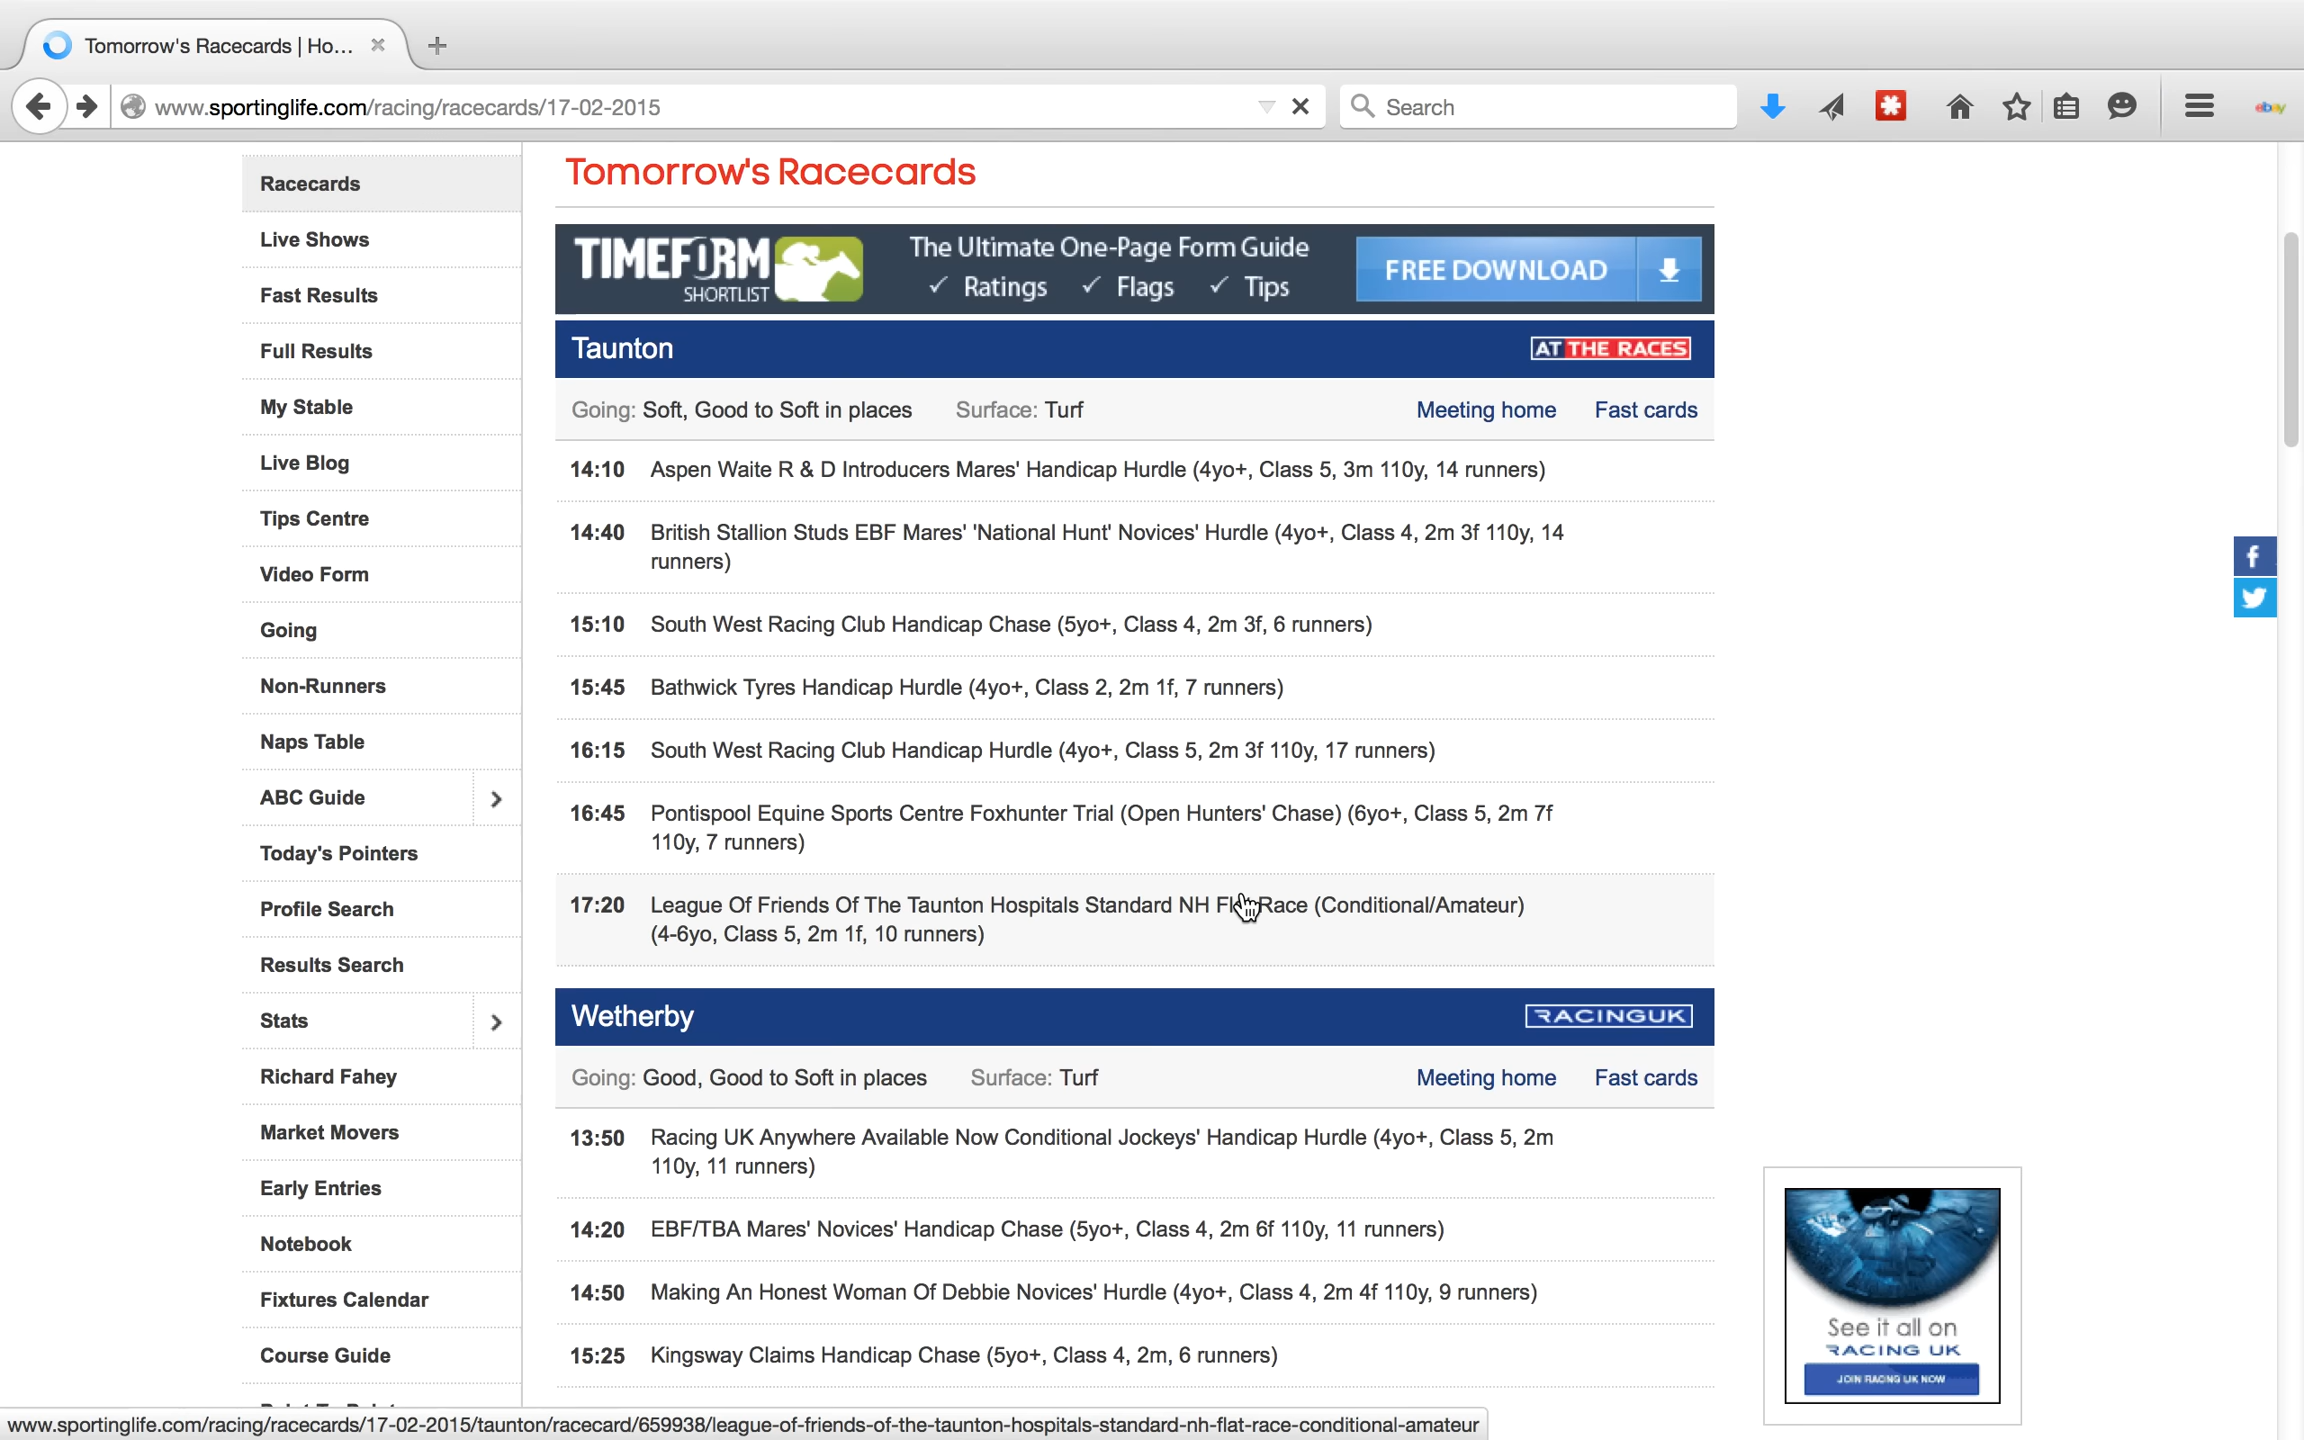 Tomorrow's Racecards | Ho...
www.sportinglife.com/racing/racecards/17-02-2015
Search
ebay
Racecards
Live Shows
Fast Results
Full Results
My Stable
Live Blog
Tips Centre
Video Form
Going
Non-Runners
Naps Table
ABC Guide
Today's Pointers
Profile Search
Results Search
Stats
Richard Fahey
Market Movers
Early Entries
Notebook
Fixtures Calendar
Course Guide
Tomorrow's Racecards
TIMEFORM
SHORTLIST
The Ultimate One-Page Form Guide
✓ Ratings ✓ Flags ✓ Tips
FREE DOWNLOAD
Taunton
AT THE RACES
Going: Soft, Good to Soft in places Surface: Turf Meeting home Fast cards
14:10 Aspen Waite R & D Introducers Mares' Handicap Hurdle (4yo+, Class 5, 3m 110y, 14 runners)
14:40 British Stallion Studs EBF Mares' 'National Hunt' Novices' Hurdle (4yo+, Class 4, 2m 3f 110y, 14
runners)
15:10 South West Racing Club Handicap Chase (5yo+, Class 4, 2m 3f, 6 runners)
15:45 Bathwick Tyres Handicap Hurdle (4yo+, Class 2, 2m 1f, 7 runners)
16:15 South West Racing Club Handicap Hurdle (4yo+, Class 5, 2m 3f 110y, 17 runners)
16:45 Pontispool Equine Sports Centre Foxhunter Trial (Open Hunters' Chase) (6yo+, Class 5, 2m 7f
110y, 7 runners)
17:20 League Of Friends Of The Taunton Hospitals Standard NH Flat Race (Conditional/Amateur)
(4-6yo, Class 5, 2m 1f, 10 runners)
Wetherby
RACINGUK
Going: Good, Good to Soft in places Surface: Turf Meeting home Fast cards
13:50 Racing UK Anywhere Available Now Conditional Jockeys' Handicap Hurdle (4yo+, Class 5, 2m
110y, 11 runners)
14:20 EBF/TBA Mares' Novices' Handicap Chase (5yo+, Class 4, 2m 6f 110y, 11 runners)
14:50 Making An Honest Woman Of Debbie Novices' Hurdle (4yo+, Class 4, 2m 4f 110y, 9 runners)
15:25 Kingsway Claims Handicap Chase (5yo+, Class 4, 2m, 6 runners)
See it all on
RACING UK
JOIN RACING UK NOW
www.sportinglife.com/racing/racecards/17-02-2015/taunton/racecard/659938/league-of-friends-of-the-taunton-hospitals-standard-nh-flat-race-conditional-amateur